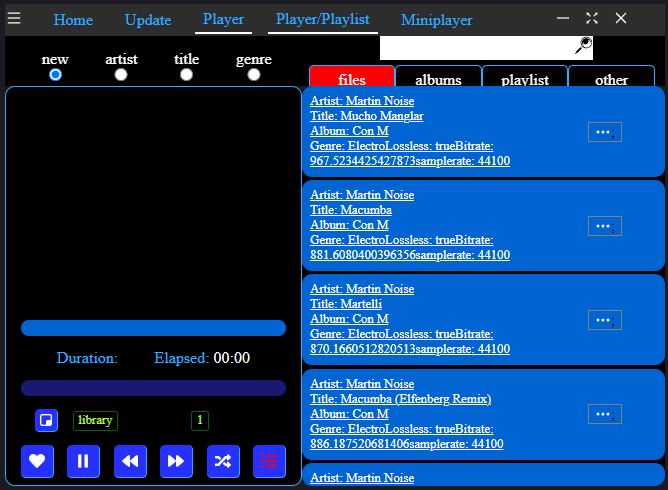 Home Update Player Player/Playlist Miniplayer
new artist title genre
files albums playlist other
Artist: Martin Noise
Title: Mucho Manglar
Album: Con M
Genre: ElectroLossless: trueBitrate:
967.5234425427873samplerate: 44100
...
Artist: Martin Noise
Title: Macumba
Album: Con M
Genre: ElectroLossless: trueBitrate:
881.6080400396356samplerate: 44100
...
Artist: Martin Noise
Title: Martelli
Album: Con M
Genre: ElectroLossless: trueBitrate:
870.1660512820513samplerate: 44100
...
Artist: Martin Noise
Title: Macumba (Elfenberg Remix)
Album: Con M
Genre: ElectroLossless: trueBitrate:
886.187520681406samplerate: 44100
...
Artist: Martin Noise
Duration: Elapsed: 00:00
library 1